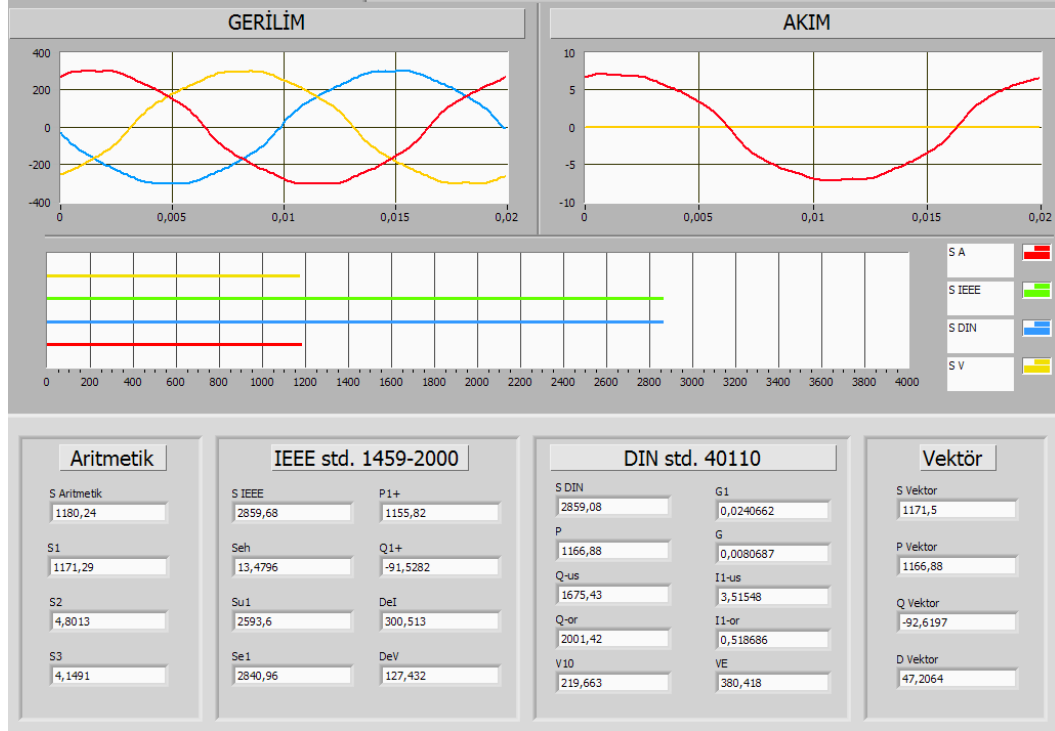 GERİLİM
400
200
0
-200
-400
0
0,005
0,01
0,015
0,02
AKIM
10
5
0
-5
-10
0
0,005
0,01
0,015
0,02
S A
S IEEE
S DIN
S V
0 200 400 600 800 1000 1200 1400 1600 1800 2000 2200 2400 2600 2800 3000 3200 3400 3600 3800 4000
Aritmetik
S Aritmetik
1180,24
S1
1171,29
S2
4,8013
S3
4,1491
IEEE std. 1459-2000
S IEEE
2859,68
Seh
13,4796
Su1
2593,6
Se1
2840,96
P1+
1155,82
Q1+
-91,5282
DeI
300,513
DeV
127,432
DIN std. 40110
S DIN
2859,08
P
1166,88
Q-us
1675,43
Q-or
2001,42
V10
219,663
G1
0,0240662
G
0,0080687
I1-us
3,51548
I1-or
0,518686
VE
380,418
Vektör
S Vektor
1171,5
P Vektor
1166,88
Q Vektor
-92,6197
D Vektor
47,2064